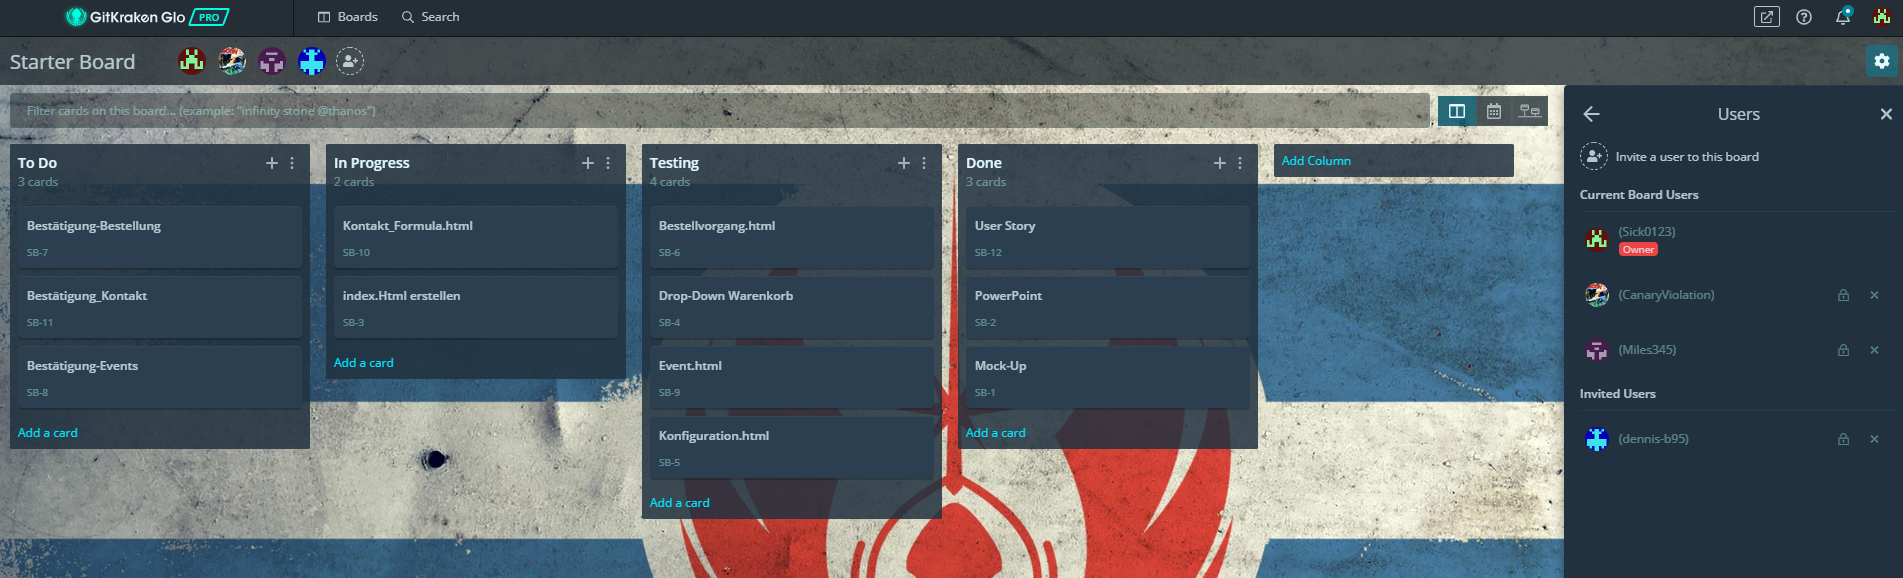 GitKraken Glo PRO
Boards
Search
Starter Board
Filter cards on this board... (example: "infinity stone @thanos")
To Do
3 cards
Bestätigung-Bestellung
SB-7
Bestätigung_Kontakt
SB-11
Bestätigung-Events
SB-8
Add a card
In Progress
2 cards
Kontakt_Formula.html
SB-10
index.Html erstellen
SB-3
Add a card
Testing
4 cards
Bestellvorgang.html
SB-6
Drop-Down Warenkorb
SB-4
Event.html
SB-9
Konfiguration.html
SB-5
Add a card
Done
3 cards
User Story
SB-12
PowerPoint
SB-2
Mock-Up
SB-1
Add a card
Add Column
Users
Invite a user to this board
Current Board Users
(Sick0123)
Owner
(CanaryViolation)
(Miles345)
Invited Users
(dennis-b95)